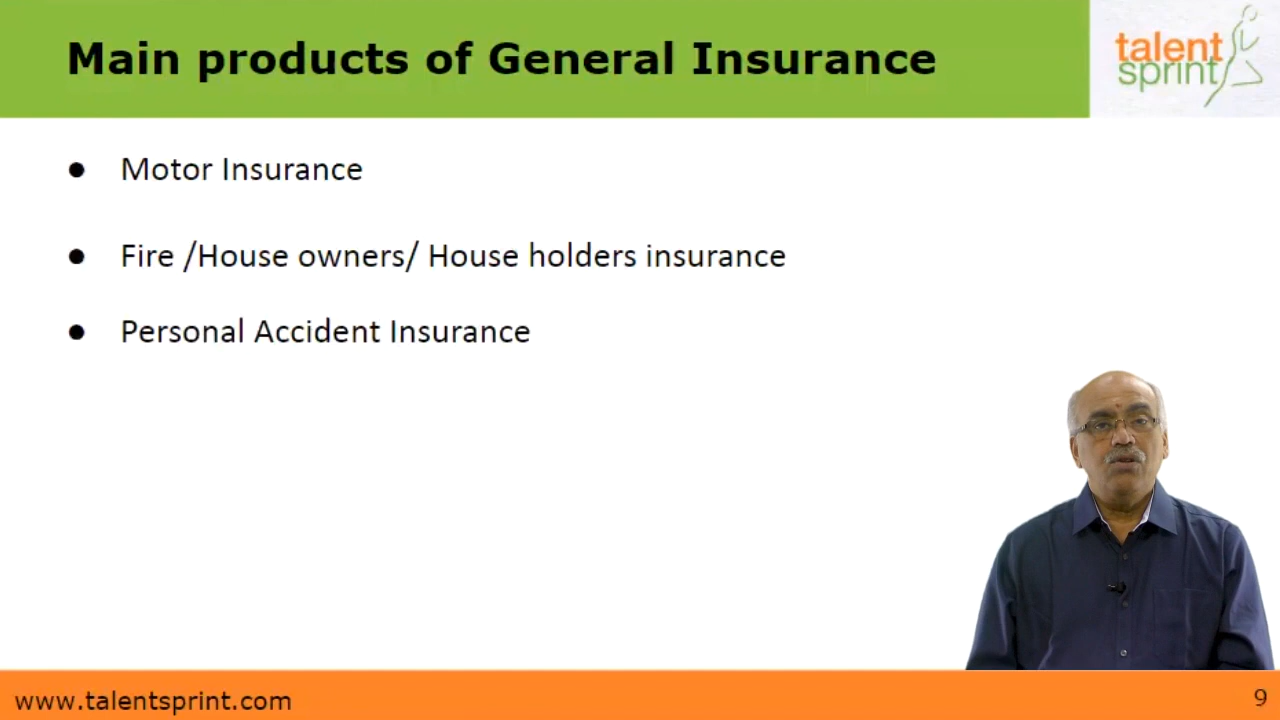 Main products of General Insurance
talent
sprint
● Motor Insurance
● Fire /House owners/ House holders insurance
● Personal Accident Insurance
www.talentsprint.com
9